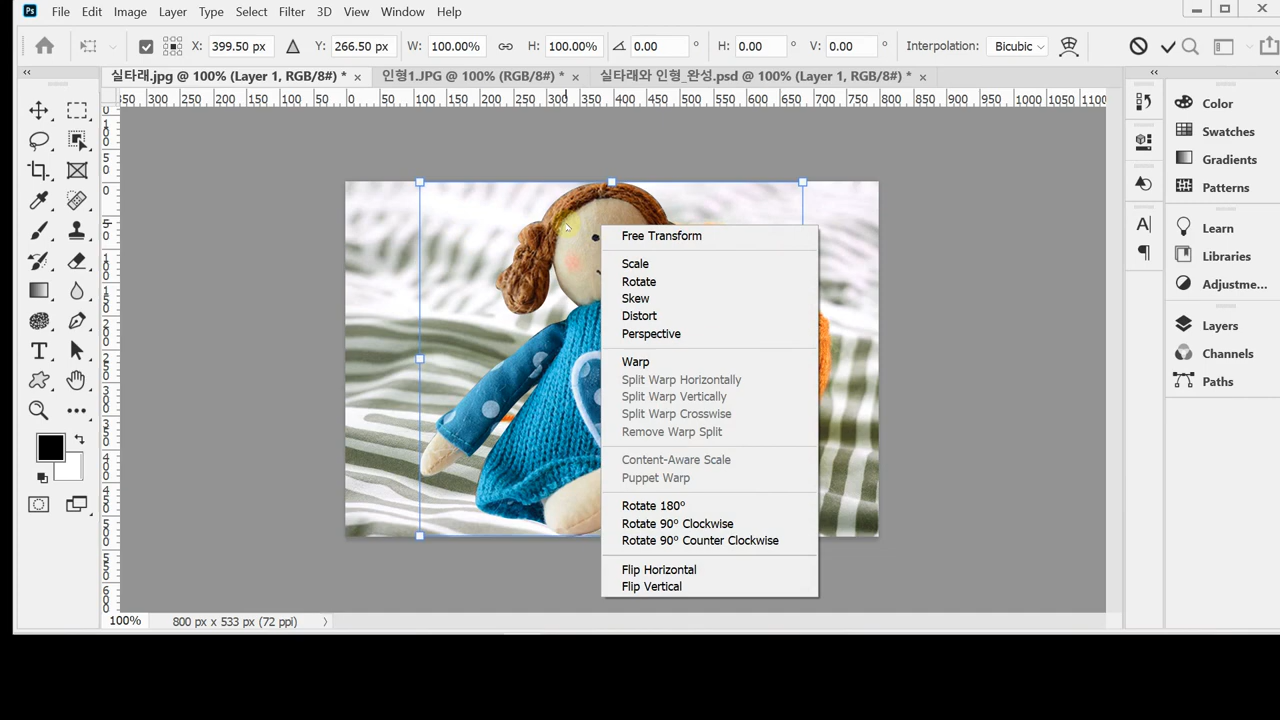 Ps File Edit Image Layer Type Select Filter 3D View Window Help
X: 399.50 px Y: 266.50 px W: 100.00% H: 100.00% 0.00 ° H: 0.00 ° V: 0.00 ° Interpolation: Bicubic
실타래.jpg @ 100% (Layer 1, RGB/8#) * × 인형1.JPG @ 100% (RGB/8#) * × 실타래와 인형_완성.psd @ 100% (Layer 1, RGB/8#) * ×
300 250 200 150 100 50 0 50 100 150 200 250 300 350 400 450 500 550 600 650 700 750 800 850 900 950 1000 1050 1100
Color
Swatches
Gradients
Patterns
Learn
Libraries
Adjustme...
Layers
Channels
Paths
Free Transform
Scale
Rotate
Skew
Distort
Perspective
Warp
Split Warp Horizontally
Split Warp Vertically
Split Warp Crosswise
Remove Warp Split
Content-Aware Scale
Puppet Warp
Rotate 180°
Rotate 90° Clockwise
Rotate 90° Counter Clockwise
Flip Horizontal
Flip Vertical
100% 800 px x 533 px (72 ppi)